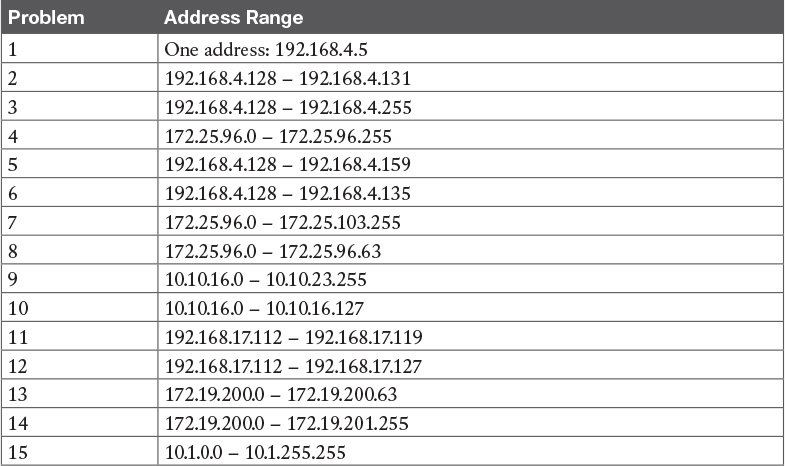 Problem Address Range
1 One address: 192.168.4.5
2 192.168.4.128 – 192.168.4.131
3 192.168.4.128 – 192.168.4.255
4 172.25.96.0 – 172.25.96.255
5 192.168.4.128 – 192.168.4.159
6 192.168.4.128 – 192.168.4.135
7 172.25.96.0 – 172.25.103.255
8 172.25.96.0 – 172.25.96.63
9 10.10.16.0 – 10.10.23.255
10 10.10.16.0 – 10.10.16.127
11 192.168.17.112 – 192.168.17.119
12 192.168.17.112 – 192.168.17.127
13 172.19.200.0 – 172.19.200.63
14 172.19.200.0 – 172.19.201.255
15 10.1.0.0 – 10.1.255.255